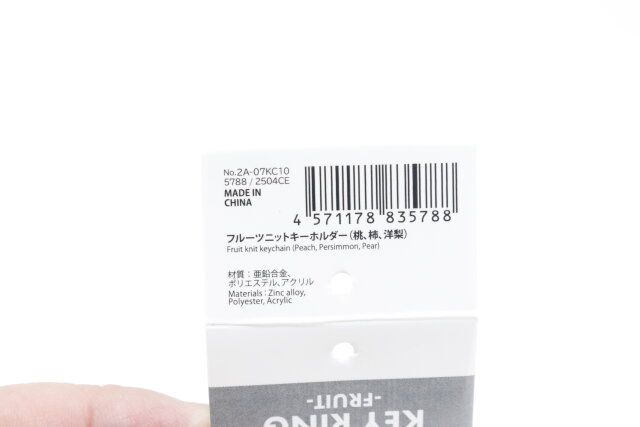 No.2A-07KC10
5788 / 2504CE
MADE IN
CHINA
4 571178 835788
フルーツニットキーホルダー(桃、柿、洋梨)
Fruit knit keychain (Peach, Persimmon, Pear)
材質：亜鉛合金、
ポリエステル、アクリル
Materials : Zinc alloy,
Polyester, Acrylic
KEY RING
-FRUIT-